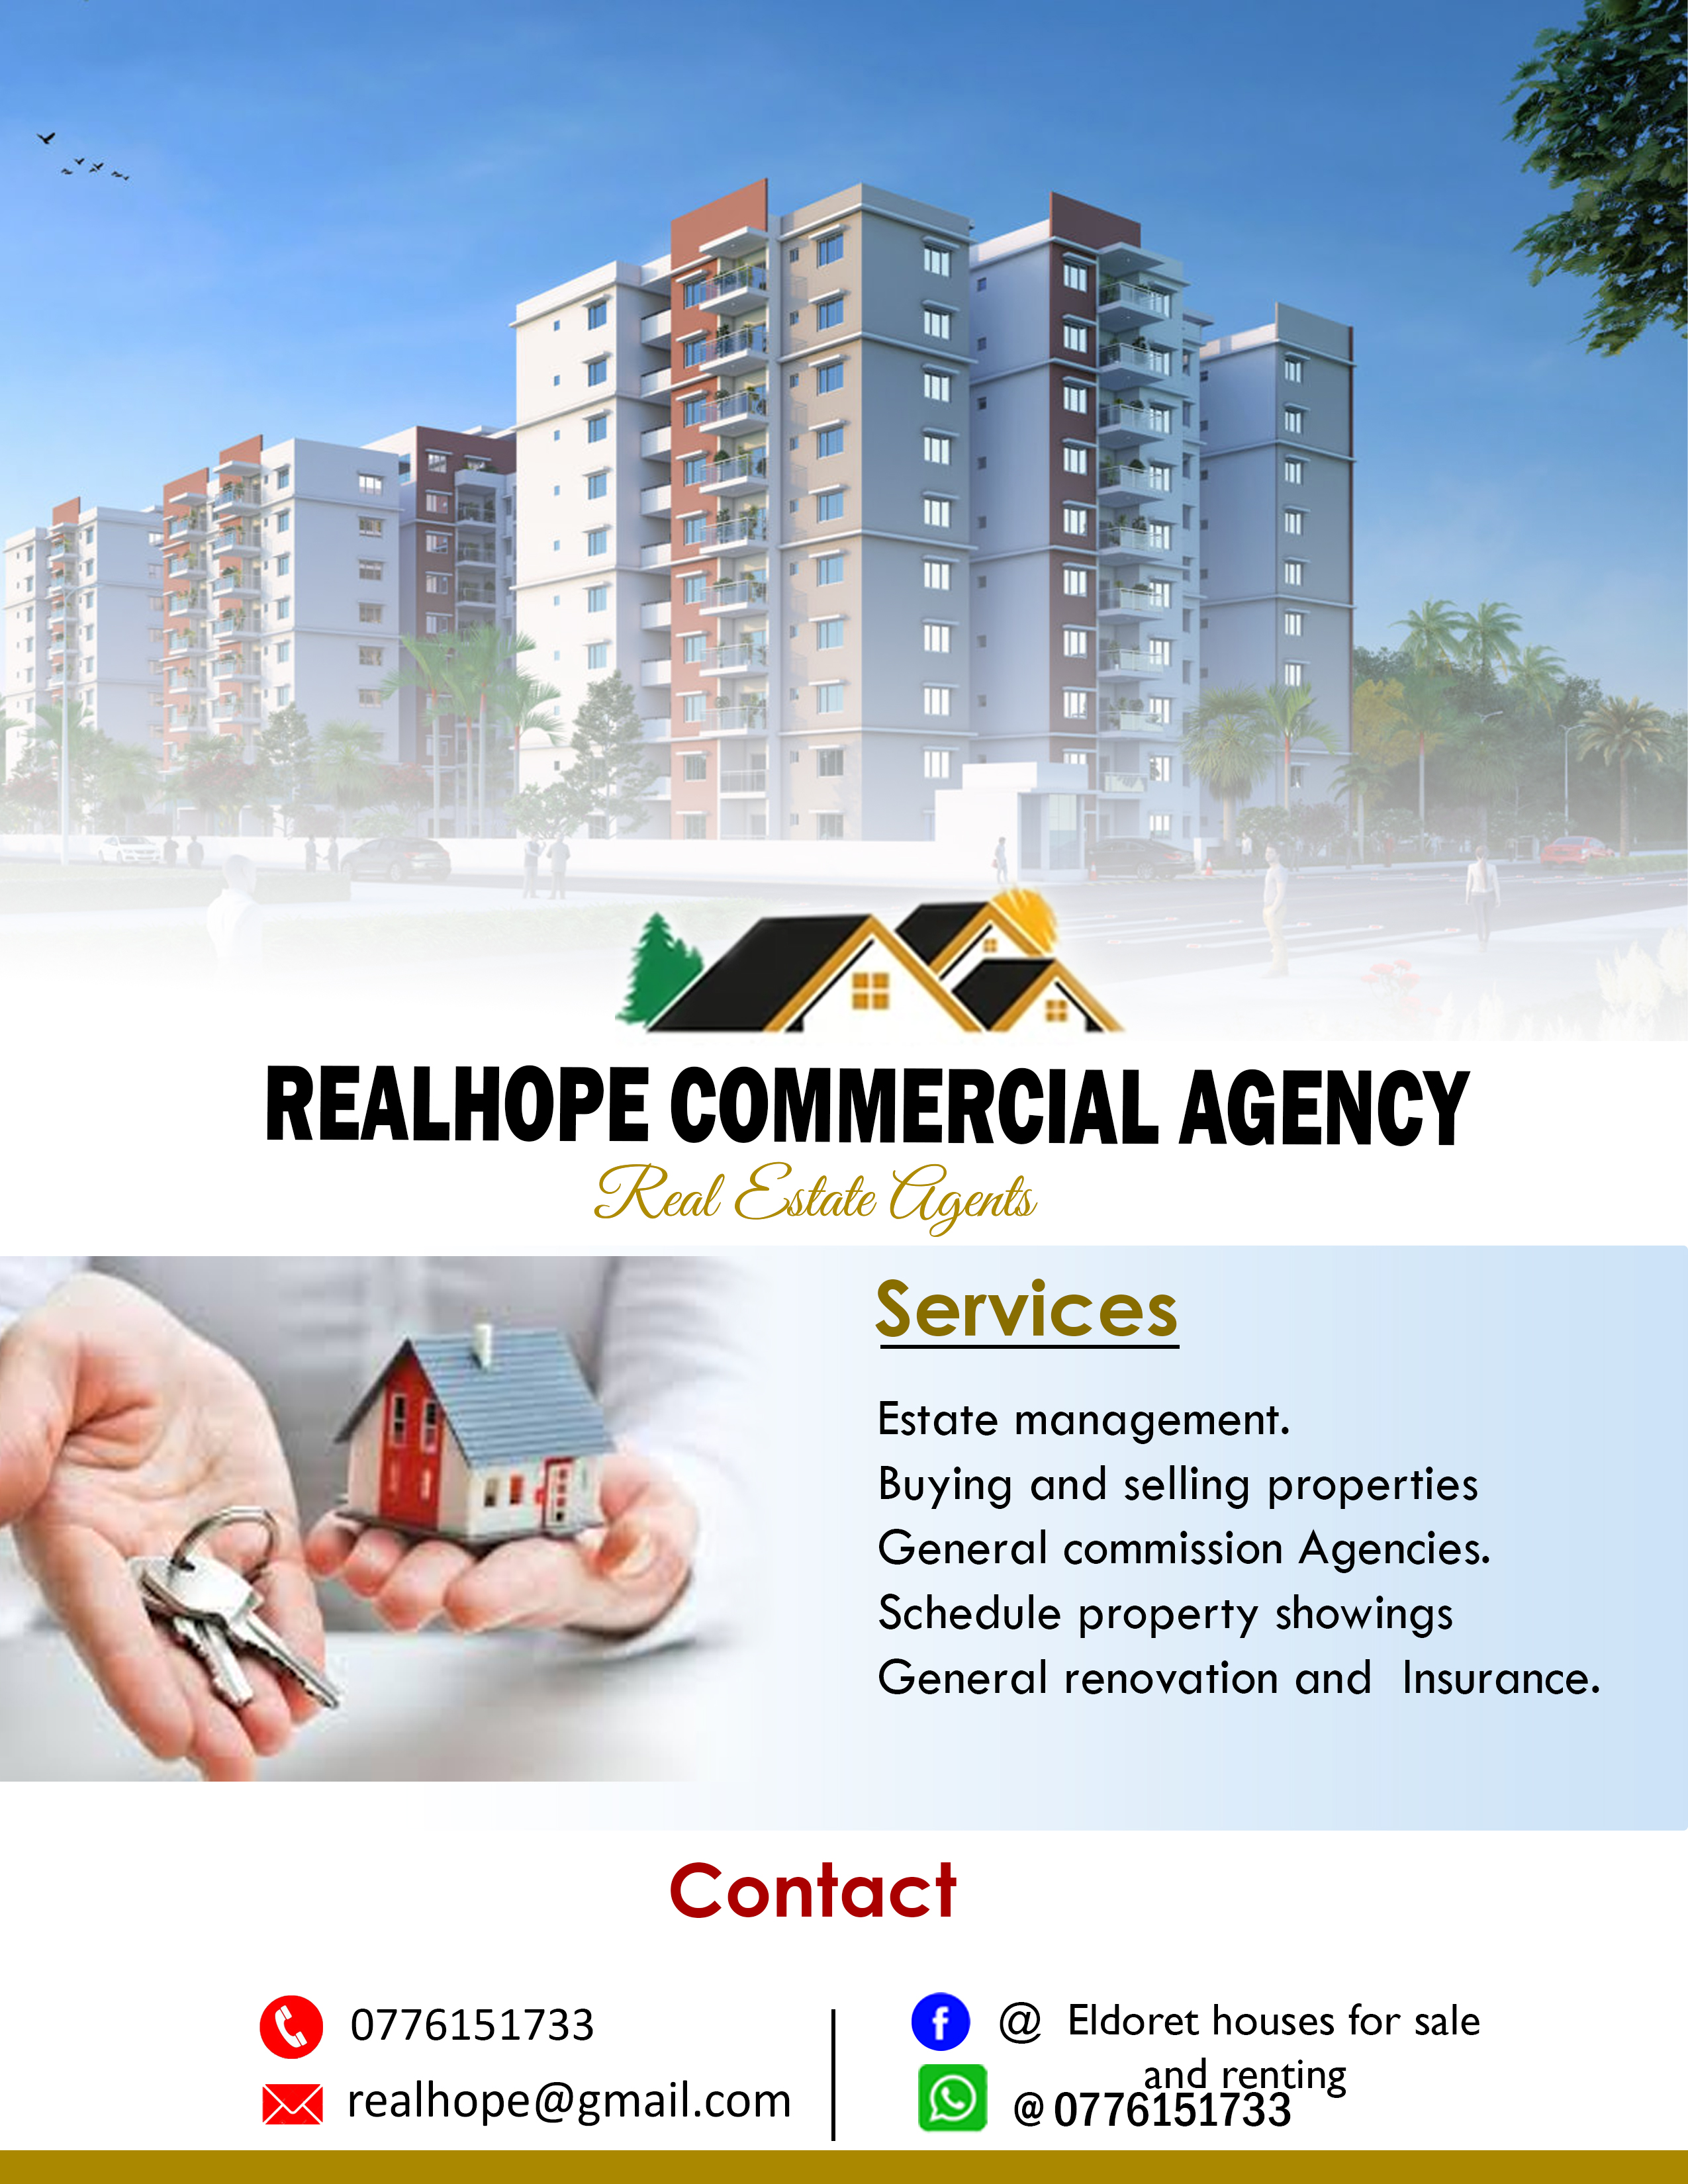 REALHOPE COMMERCIAL AGENCY
Real Estate Agents
Services
Estate management.
Buying and selling properties
General commission Agencies.
Schedule property showings
General renovation and Insurance.
Contact
0776151733
realhope@gmail.com
@ Eldoret houses for sale
and renting
@ 0776151733